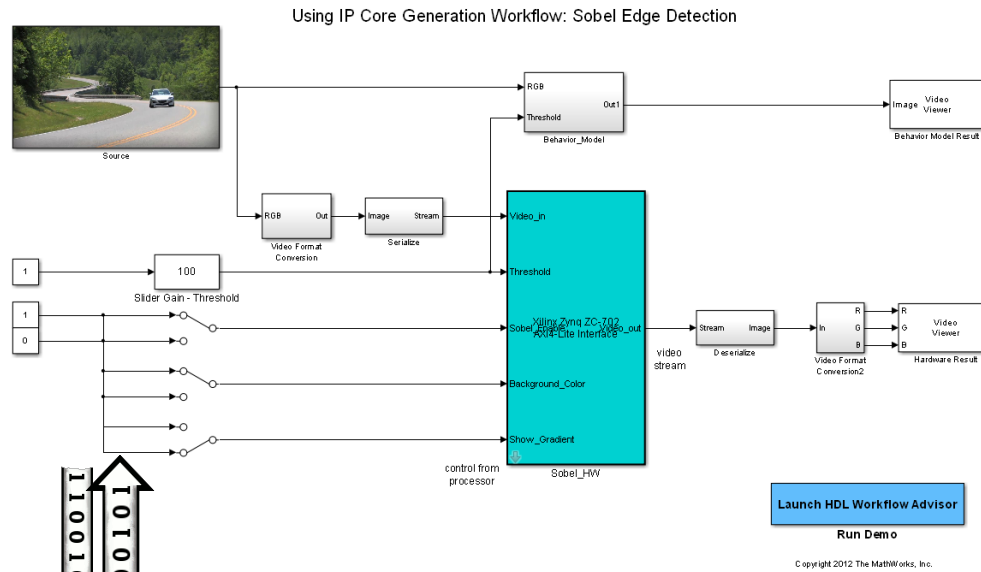 Using IP Core Generation Workflow: Sobel Edge Detection
Source
RGB
Threshold
Out1
Behavior_Model
Image
Video
Viewer
Behavior Model Result
RGB
Out
Video Format
Conversion
Image
Stream
Serialize
1
100
Slider Gain - Threshold
1
0
Video_in
Threshold
Sobel_Enable
Xilinx Zynq ZC-702
AXI4-Lite Interface
Video_out
Background_Color
Show_Gradient
Sobel_HW
control from
processor
video
stream
Stream
Image
Deserialize
In
R
G
B
Video Format
Conversion2
R
G
B
Video
Viewer
Hardware Result
110010
10100
Launch HDL Workflow Advisor
Run Demo
Copyright 2012 The MathWorks, Inc.